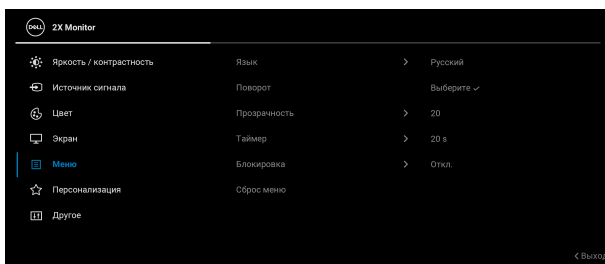 DELL 2X Monitor
Яркость / контрастность Язык > Русский
Источник сигнала Поворот Выберите ✓
Цвет Прозрачность > 20
Экран Таймер > 20 s
Меню Блокировка > Откл.
Персонализация Сброс меню
Другое
< Выход